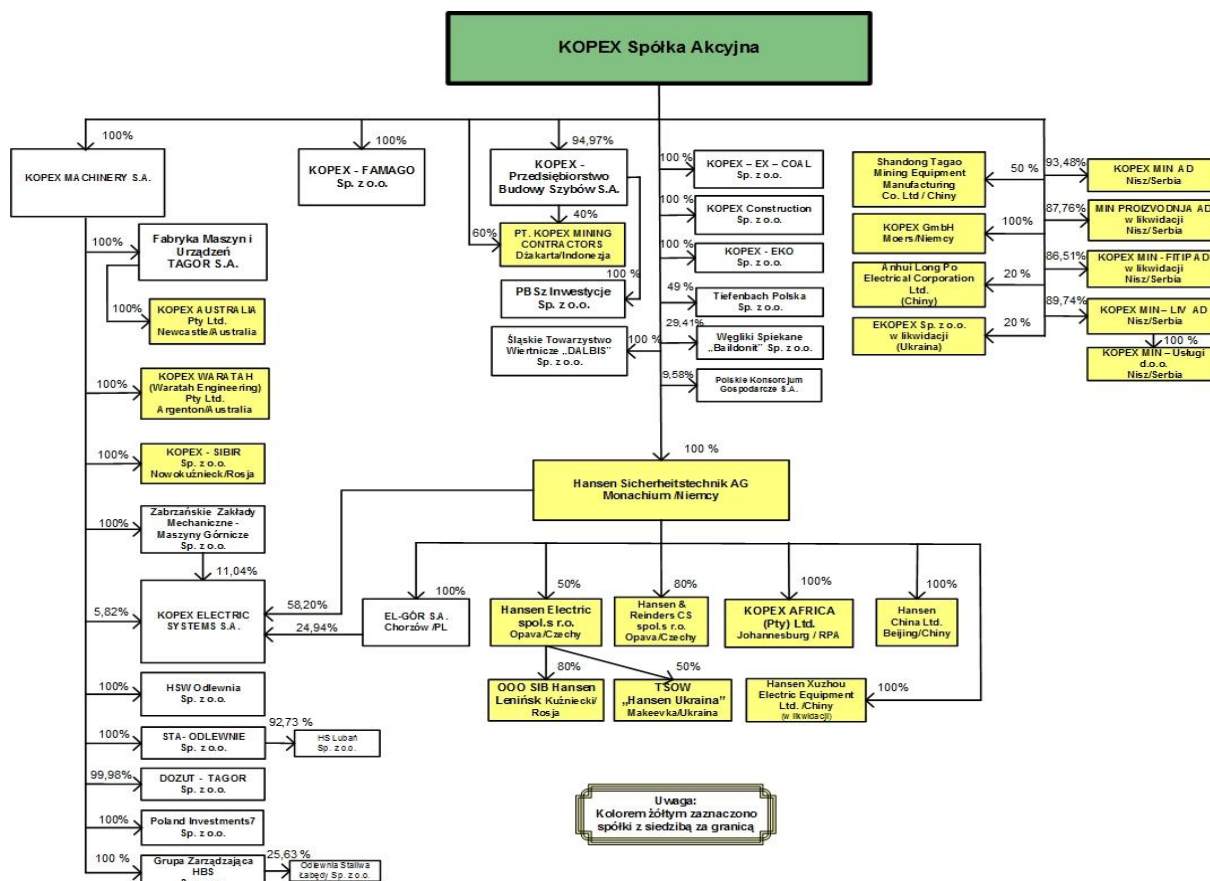 KOPEX Spółka Akcyjna
100%
KOPEX MACHINERY S.A.
100%
KOPEX - FAMAGO
Sp. z o.o.
94,97%
KOPEX -
Przedsiębiorstwo
Budowy Szybów S.A.
40%
60%
PT. KOPEX MINING
CONTRACTORS
Dżakarta/Indonezja
100 %
PBSz Inwestycje
Sp. z o.o.
Śląskie Towarzystwo
Wiertnicze „DALBIS”
Sp. z o.o.
100 %
100 %
KOPEX – EX – COAL
Sp. z o.o.
100 %
KOPEX Construction
Sp. z o.o.
100 %
KOPEX - EKO
Sp. z o.o.
49 %
Tiefenbach Polska
Sp. z o.o.
29,41%
Węgliki Spiekane
„Baildonit” Sp. z o.o.
9,58%
Polskie Konsorcjum
Gospodarcze S.A.
Shandong Tagao
Mining Equipment
Manufacturing
Co. Ltd / Chiny
50 %
KOPEX GmbH
Moers/Niemcy
100%
Anhui Long Po
Electrical Corporation
Ltd.
(Chiny)
20 %
EKOPEX Sp. z o.o.
w likwidacji
(Ukraina)
20 %
93,48%
KOPEX MIN AD
Nisz/Serbia
87,76%
MIN PROIZVODNJA AD
w likwidacji
Nisz/Serbia
86,51%
KOPEX MIN - FITIP AD
w likwidacji
Nisz/Serbia
89,74%
KOPEX MIN– LIV AD
Nisz/Serbia
100 %
KOPEX MIN – Usługi
d.o.o.
Nisz/Serbia
100%
Fabryka Maszyn i
Urządzeń
TAGOR S.A.
100%
KOPEX AUSTRALIA
Pty Ltd.
Newcastle/Australia
100%
KOPEX WARATAH
(Waratah Engineering)
Pty Ltd.
Argenton/Australia
100%
KOPEX - SIBIR
Sp. z o.o.
Nowokuźnieck/Rosja
100%
Zabrzańskie Zakłady
Mechaniczne -
Maszyny Górnicze
Sp. z o.o.
11,04%
5,82%
KOPEX ELECTRIC
SYSTEMS S.A.
58,20%
24,94%
100%
HSW Odlewnia
Sp. z o.o.
100%
STA- ODLEWNIE
Sp. z o.o.
92,73 %
HS Lubań
Sp. z o.o.
99,98%
DOZUT - TAGOR
Sp. z o.o.
100%
Poland Investments7
Sp. z o.o.
100 %
Grupa Zarządzająca
HBS
25,63 %
Odlewnia Staliwa
Łabędy Sp. z o.o.
100 %
Hansen Sicherheitstechnik AG
Monachium /Niemcy
100%
EL-GÓR S.A.
Chorzów /PL
50%
Hansen Electric
spol.s r.o.
Opava/Czechy
80%
Hansen &
Reinders CS
spol.s r.o.
Opava/Czechy
100%
KOPEX AFRICA
(Pty) Ltd.
Johannesburg / RPA
100%
Hansen
China Ltd.
Beijing/Chiny
80%
OOO SIB Hansen
Lenińsk Kuźniecki/
Rosja
50%
TSOW
„Hansen Ukraina”
Makeevka/Ukraina
Hansen Xuzhou
Electric Equipment
Ltd. /Chiny
(w likwidacji)
100%
Uwaga:
Kolorem żółtym zaznaczono
spółki z siedzibą za granicą